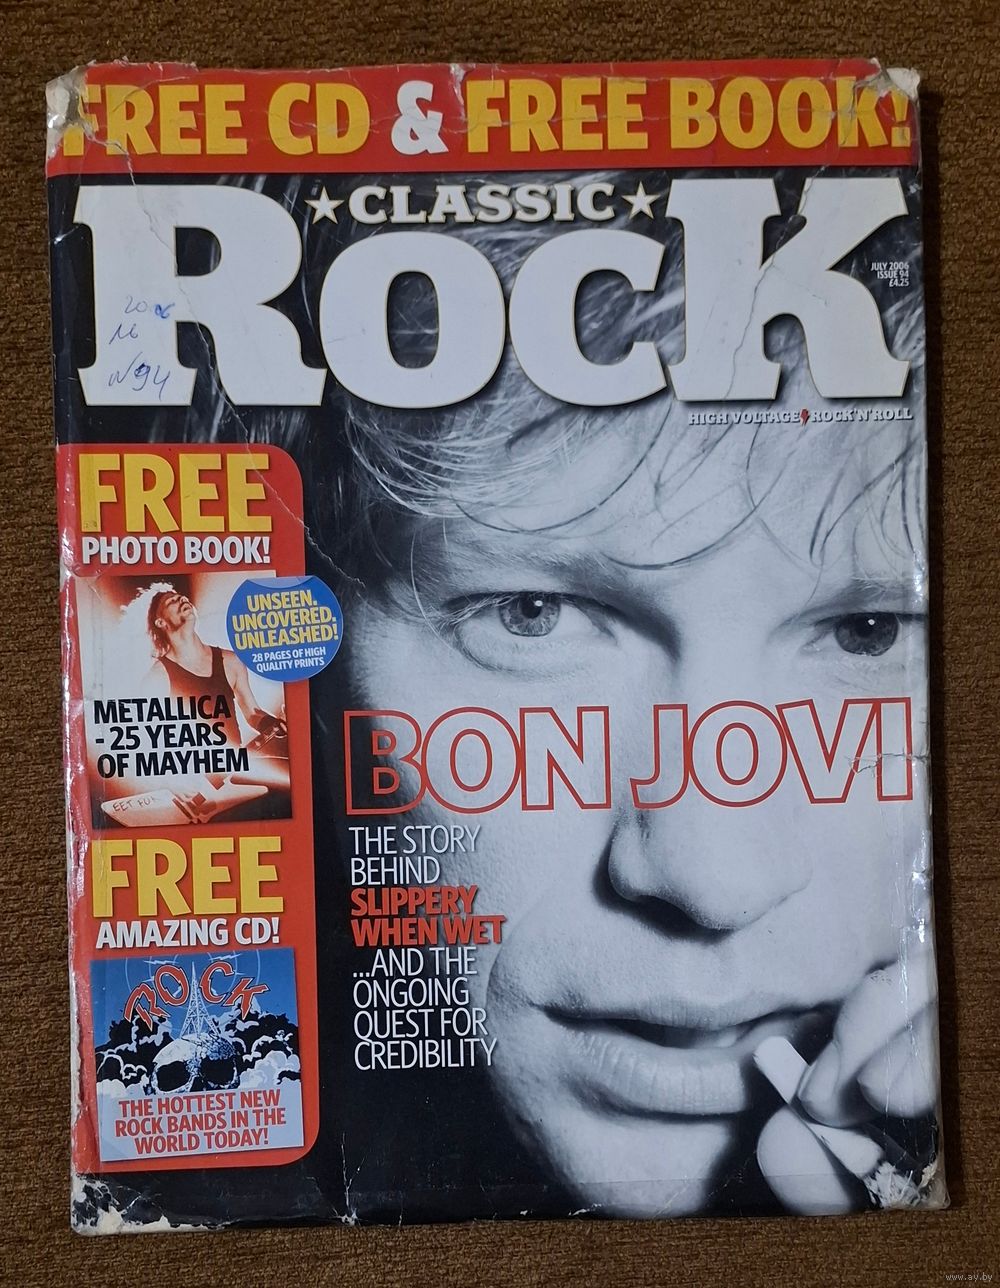 FREE CD & FREE BOOK!
★CLASSIC★
ROCK
JULY 2006
ISSUE 94
£4.25
HIGH VOLTAGE ROCK'N'ROLL
N94
FREE
PHOTO BOOK!
UNSEEN.
UNCOVERED.
UNLEASHED!
28 PAGES OF HIGH
QUALITY PRINTS
METALLICA
- 25 YEARS
OF MAYHEM
FREE
AMAZING CD!
ROCK
THE HOTTEST NEW
ROCK BANDS IN THE
WORLD TODAY!
BON JOVI
THE STORY
BEHIND
SLIPPERY
WHEN WET
...AND THE
ONGOING
QUEST FOR
CREDIBILITY
www.ay.by